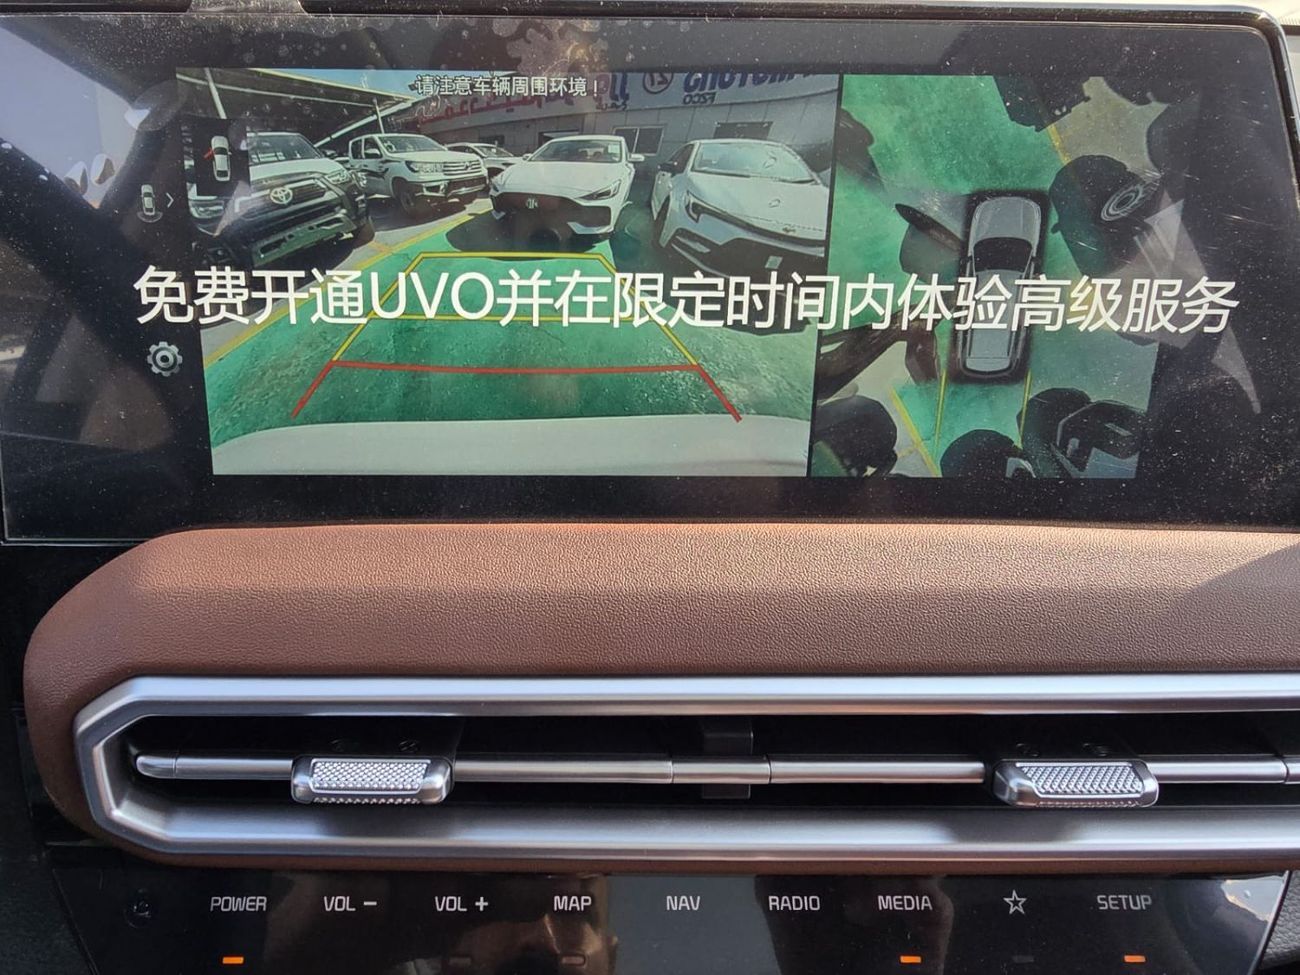 请注意车辆周围环境！
免费开通UVO并在限定时间内体验高级服务
POWER VOL － VOL ＋ MAP NAV RADIO MEDIA ☆ SETUP